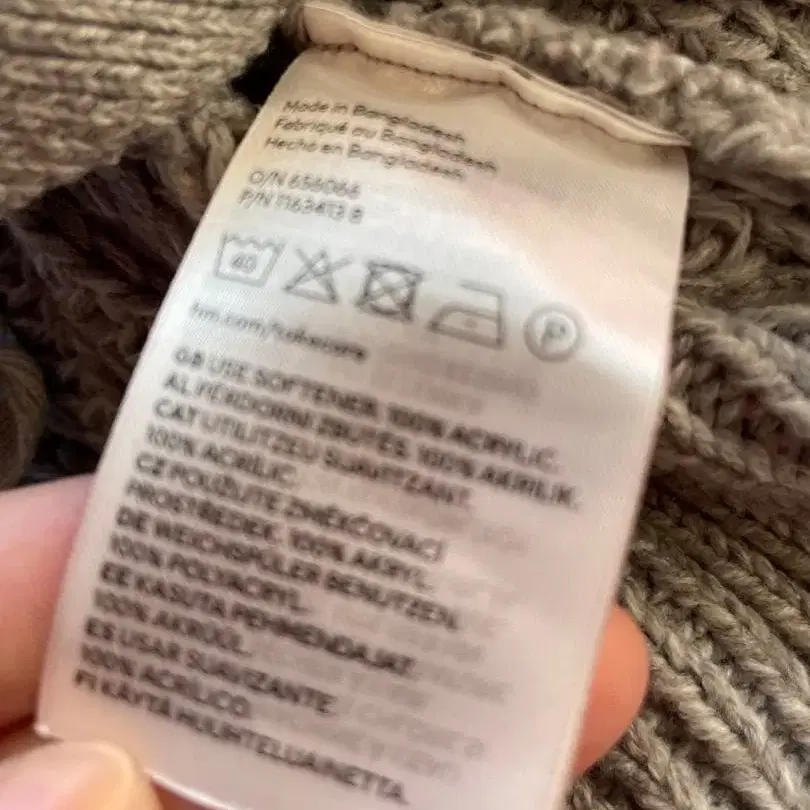 Made in Bangladesh
Fabriqué au Bangladesh
Hecho en Bangladesh
O/N 656066
P/N 1163413 8
40
P
hm.com/takecare
GB USE SOFTENER. 100% ACRYLIC.
AL PËRDORNI ZBUTËS. 100% AKRILIK.
CAT UTILITZEU SUAVITZANT.
100% ACRÍLIC.
CZ POUŽIJTE ZMĚKČOVACÍ
PROSTŘEDEK. 100% AKRYL.
DE WEICHSPÜLER BENUTZEN.
100% POLYACRYL.
EE KASUTA PEHMENDAJAT.
100% AKRÜÜL.
ES USAR SUAVIZANTE.
100% ACRÍLICO.
FI KÄYTÄ HUUHTELUAINETTA.